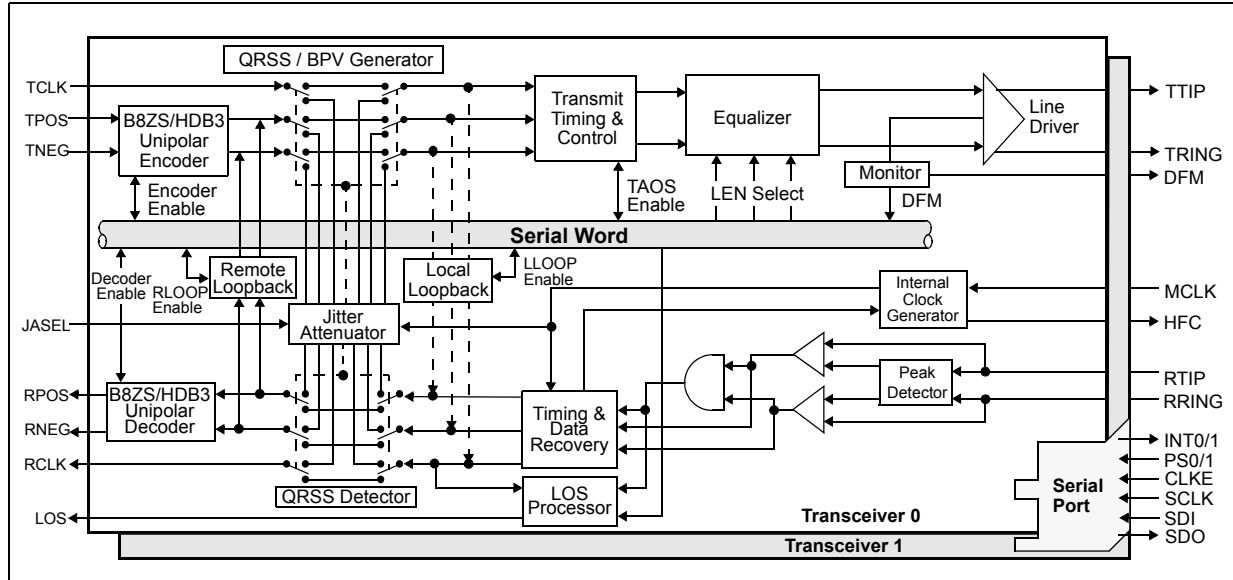 QRSS / BPV Generator
TCLK
TPOS
TNEG
B8ZS/HDB3
Unipolar
Encoder
Encoder
Enable
Transmit
Timing &
Control
TAOS
Enable
Equalizer
LEN Select
Line
Driver
Monitor
DFM
TTIP
TRING
DFM
Serial Word
Decoder
Enable
RLOOP
Enable
Remote
Loopback
Local
Loopback
LLOOP
Enable
Internal
Clock
Generator
MCLK
HFC
JASEL
Jitter
Attenuator
Peak
Detector
RTIP
RRING
RPOS
RNEG
RCLK
LOS
B8ZS/HDB3
Unipolar
Decoder
Timing &
Data
Recovery
QRSS Detector
LOS
Processor
Serial
Port
INT0/1
PS0/1
CLKE
SCLK
SDI
SDO
Transceiver 0
Transceiver 1